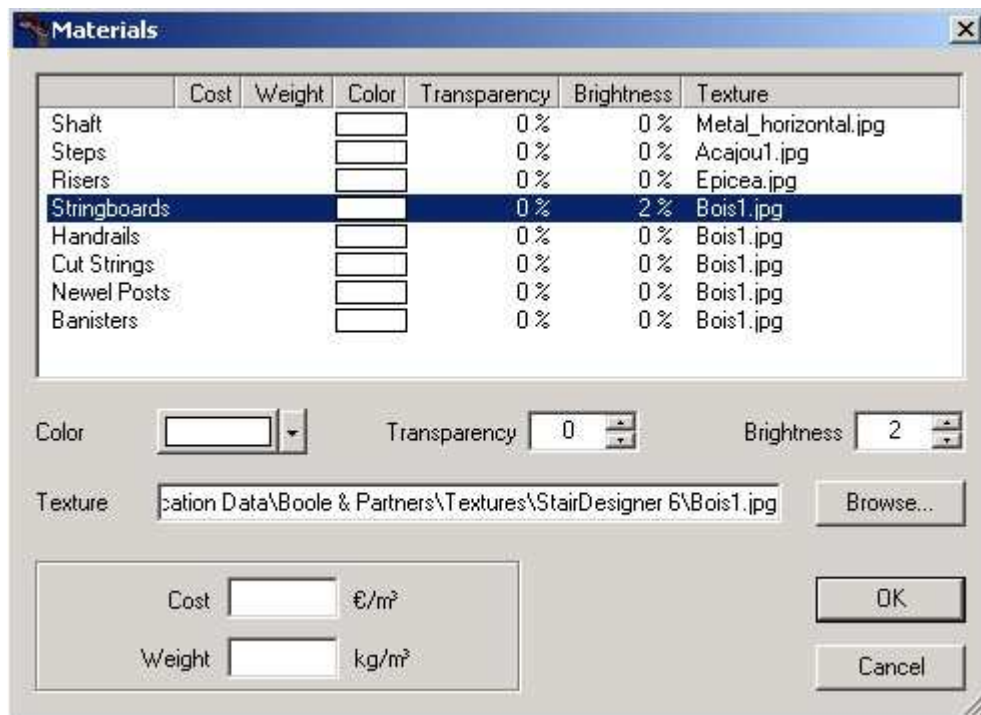 Materials
Cost Weight Color Transparency Brightness Texture
Shaft 0 % 0 % Metal_horizontal.jpg
Steps 0 % 0 % Acajou1.jpg
Risers 0 % 0 % Epicea.jpg
Stringboards 0 % 2 % Bois1.jpg
Handrails 0 % 0 % Bois1.jpg
Cut Strings 0 % 0 % Bois1.jpg
Newel Posts 0 % 0 % Bois1.jpg
Banisters 0 % 0 % Bois1.jpg
Color Transparency 0 Brightness 2
Texture cation Data\Boole & Partners\Textures\StairDesigner 6\Bois1.jpg Browse...
Cost €/m³ OK
Weight kg/m³ Cancel